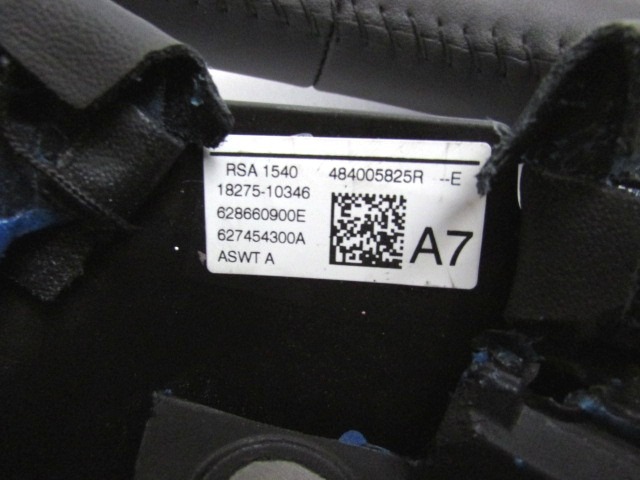 RSA 1540 484005825R --E
18275-10346
628660900E
627454300A
ASWT A
A7